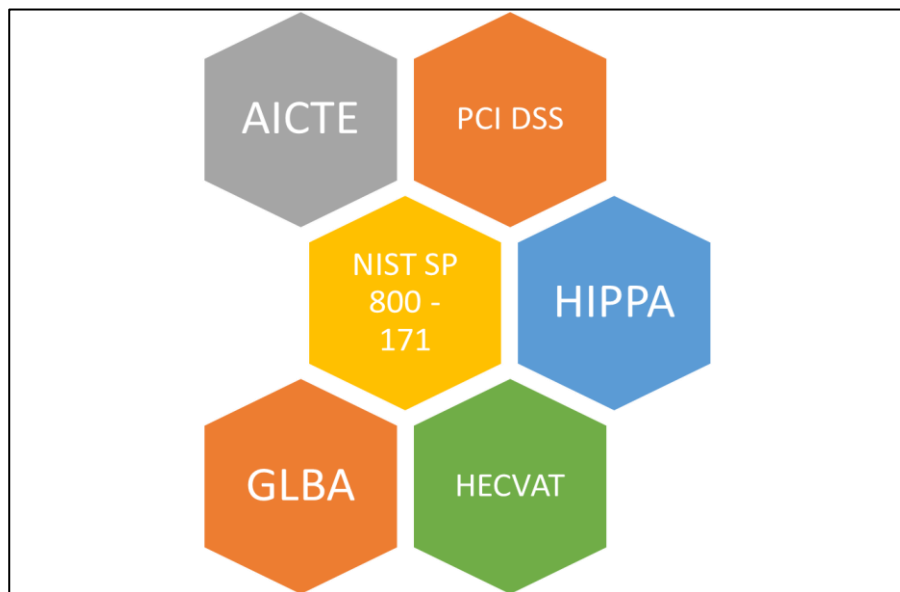 AICTE
PCI DSS
NIST SP
800 -
171
HIPPA
GLBA
HECVAT